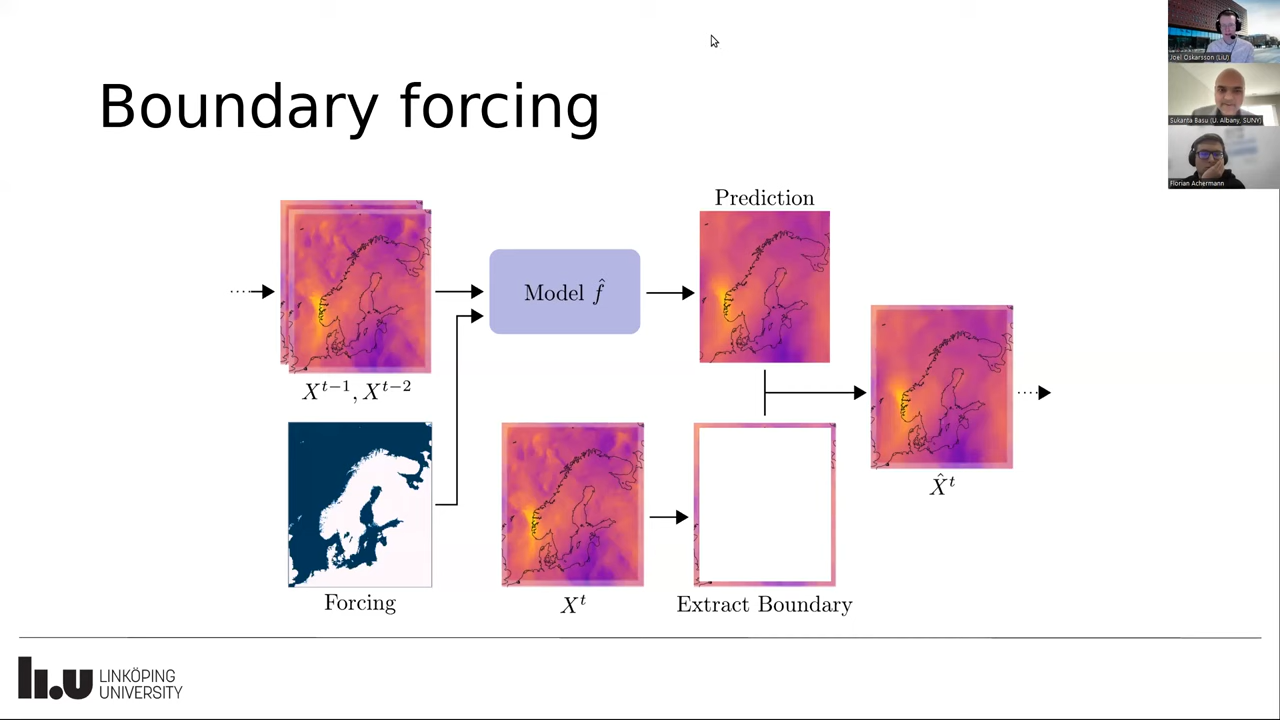 Boundary forcing
Joel Oskarsson (LiU)
Sukanta Basu (U. Albany, SUNY)
Florian Achermann
Prediction
Model f̂
X^{t−1}, X^{t−2}
X̂^t
Forcing
X^t
Extract Boundary
li.u LINKÖPING
UNIVERSITY